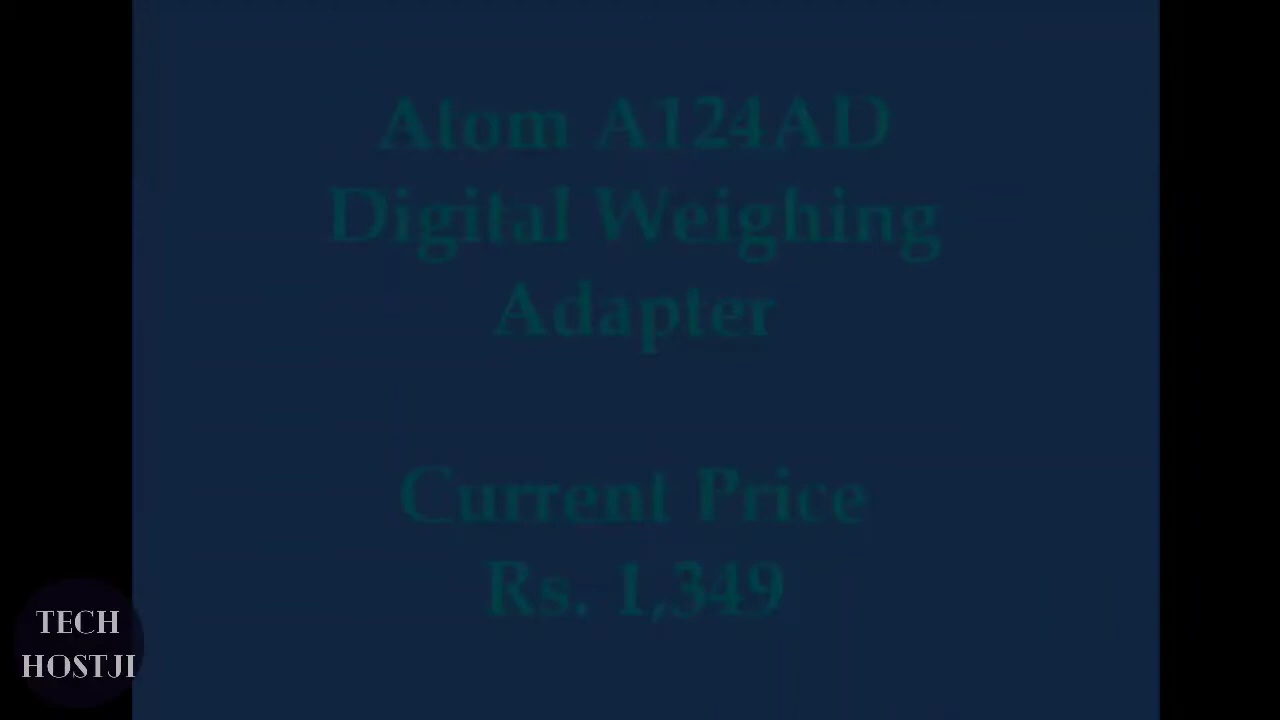 Atom A124AD
Digital Weighing
Adapter
Current Price
Rs. 1,349
TECH
HOSTJI